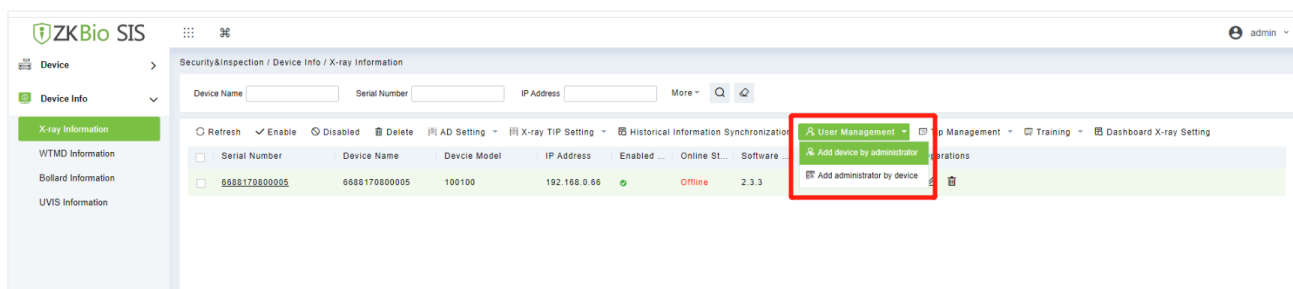 ZKBio SIS
admin
Device
Security&Inspection / Device Info / X-ray Information
Device Info
Device Name Serial Number IP Address More
X-ray Information
Refresh Enable Disabled Delete AD Setting X-ray TIP Setting Historical Information Synchronization User Management Management Training Dashboard X-ray Setting
WTMD Information
Serial Number Device Name Devcie Model IP Address Enabled ... Online St... Software ... Add device by administrator
Bollard Information
6688170800005 6688170800005 100100 192.168.0.66 Offline 2.3.3 Add administrator by device
UVIS Information